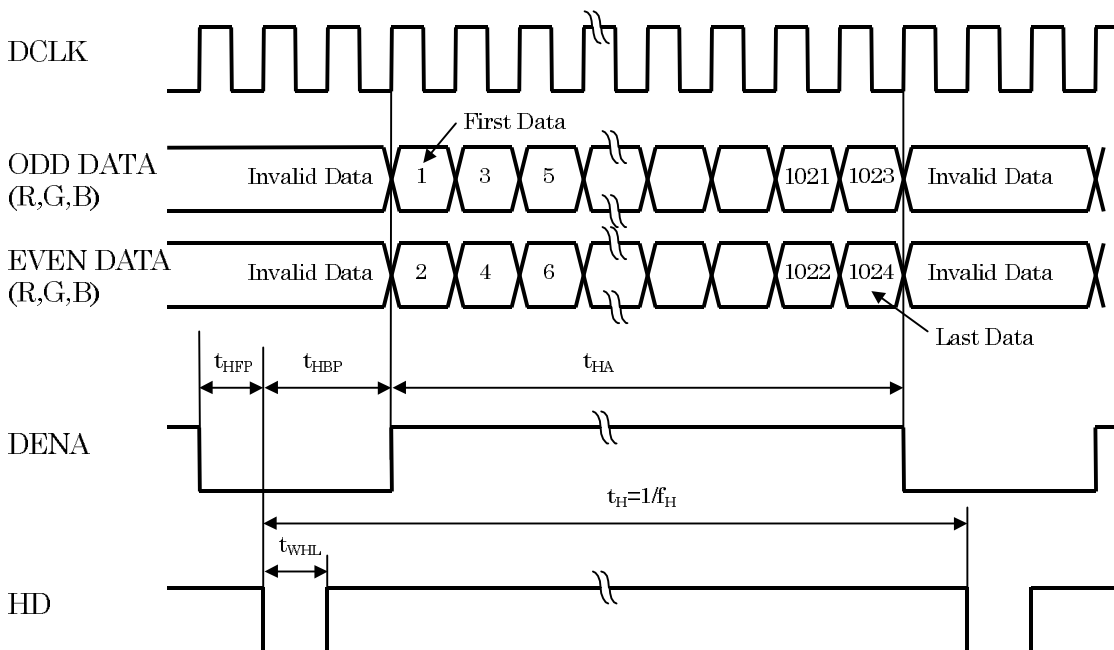 DCLK
First Data
ODD DATA
(R,G,B)
Invalid Data 1 3 5 1021 1023 Invalid Data
EVEN DATA
(R,G,B)
Invalid Data 2 4 6 1022 1024 Invalid Data
Last Data
tHFP tHBP tHA
DENA
tH=1/fH
tWHL
HD